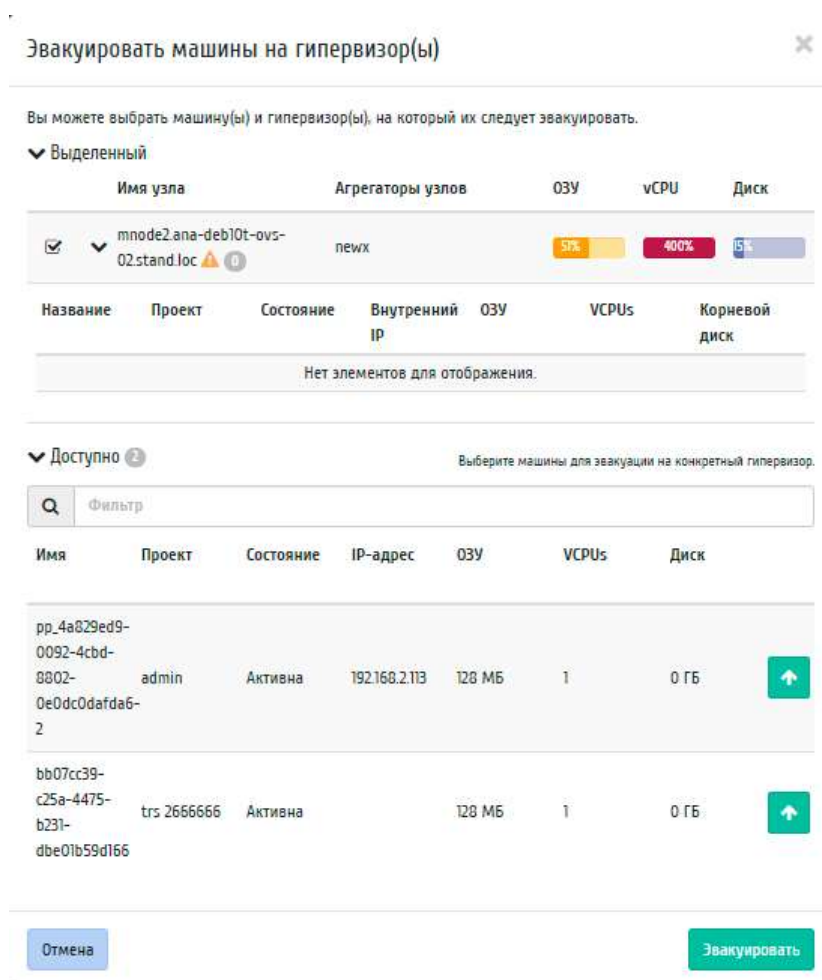 Эвакуировать машины на гипервизор(ы)
Вы можете выбрать машину(ы) и гипервизор(ы), на который их следует эвакуировать.
Выделенный
Имя узла Агрегаторы узлов ОЗУ vCPU Диск
mnode2.ana-deb10t-ovs-
02.stand.loc 0 newx 51% 400% 15%
Название Проект Состояние Внутренний IP ОЗУ VCPUs Корневой диск
Нет элементов для отображения.
Доступно 2 Выберите машины для эвакуации на конкретный гипервизор.
Фильтр
Имя Проект Состояние IP-адрес ОЗУ VCPUs Диск
pp_4a829ed9-
0092-4cbd-
8802- admin Активна 192.168.2.113 128 МБ 1 0 ГБ
0e0dc0dafda6-
2
bb07cc39-
c25a-4475-
b231- trs 2666666 Активна 128 МБ 1 0 ГБ
dbe01b59d166
Отмена Эвакуировать